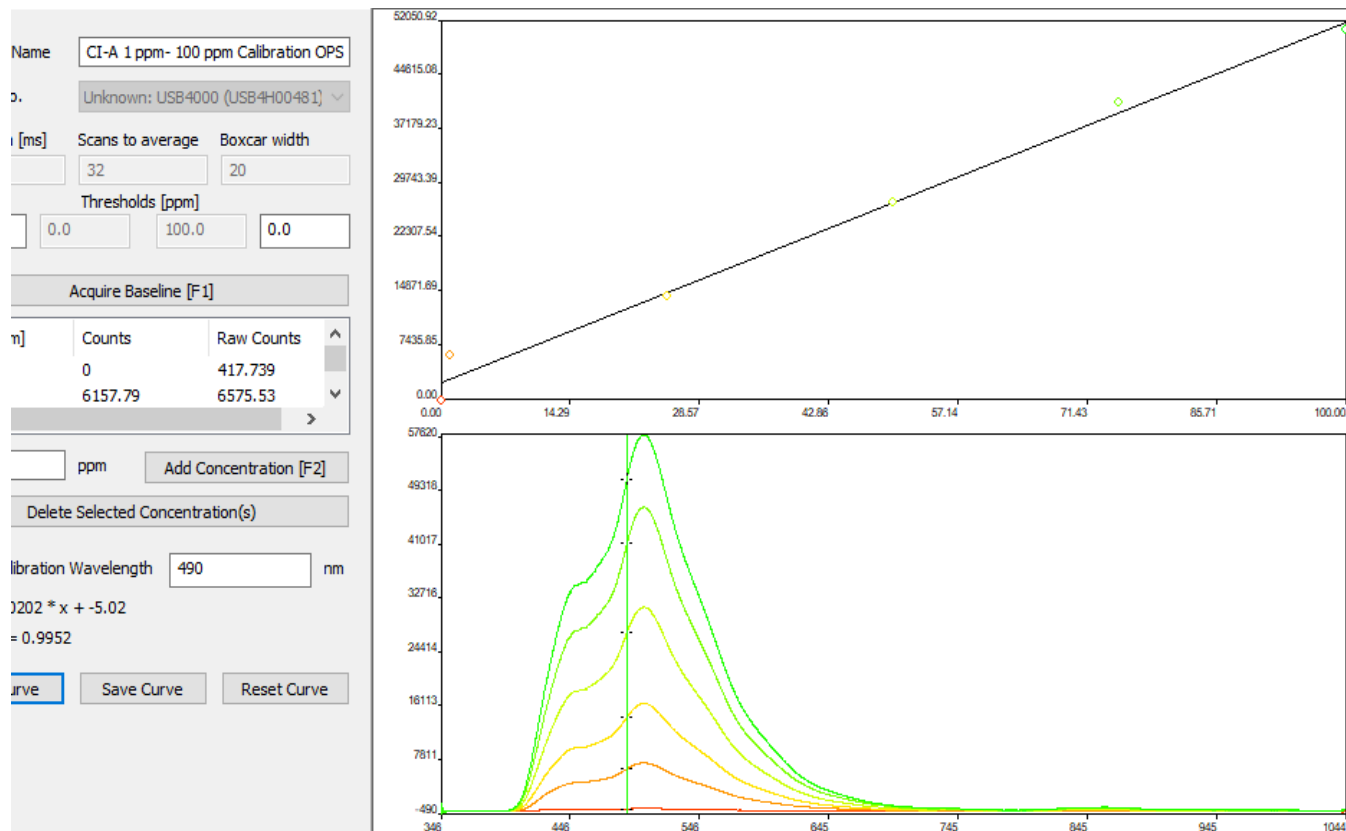 Name CI-A 1 ppm- 100 ppm Calibration OPS
o. Unknown: USB4000 (USB4H00481)
[ms] Scans to average Boxcar width
32 20
Thresholds [ppm]
0.0 100.0 0.0
Acquire Baseline [F1]
m] Counts Raw Counts
0 417.739
6157.79 6575.53
ppm Add Concentration [F2]
Delete Selected Concentration(s)
libration Wavelength 490 nm
0202 * x + -5.02
= 0.9952
urve Save Curve Reset Curve
52050.92
44615.08
37179.23
29743.39
22307.54
14871.69
7435.85
0.00
0.00 14.29 28.57 42.86 57.14 71.43 85.71 100.00
57620
49318
41017
32716
24414
16113
7811
-490
346 446 546 645 745 845 945 1044